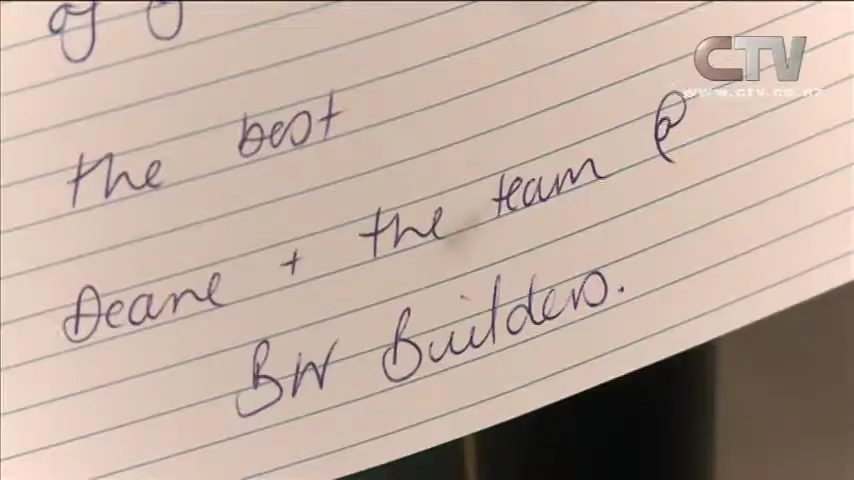 CTV
www.ctv.co.nz
the best
Deane + the team @
BW Builders.